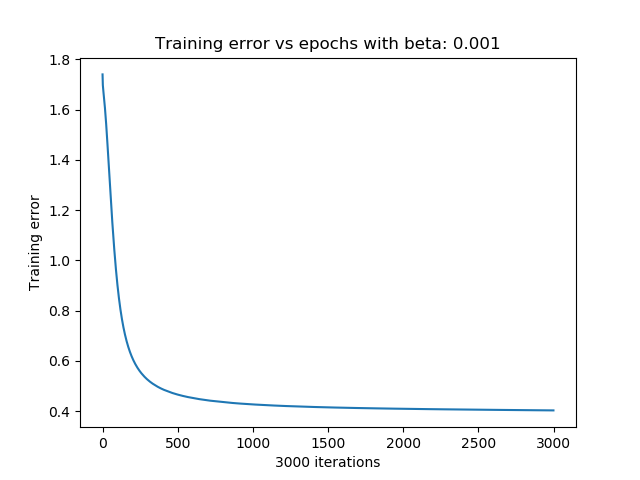 Training error vs epochs with beta: 0.001
1.8
1.6
1.4
1.2
1.0
0.8
0.6
0.4
Training error
0 500 1000 1500 2000 2500 3000
3000 iterations